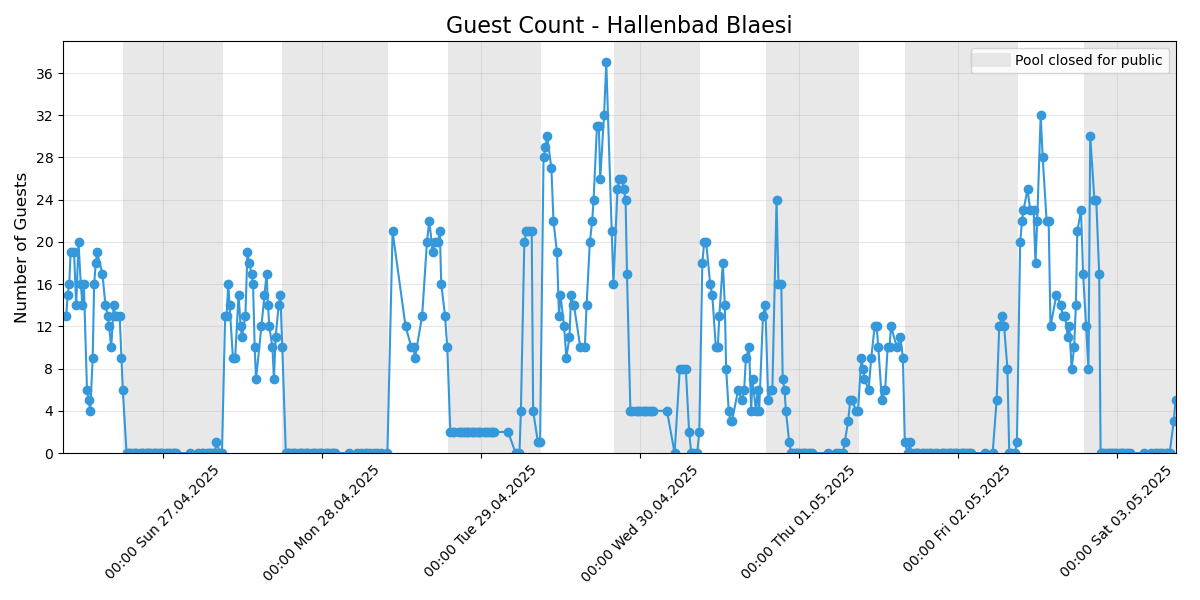 Guest Count - Hallenbad Blaesi
Pool closed for public
Number of Guests
36
32
28
24
20
16
12
8
4
0
00:00 Sun 27.04.2025
00:00 Mon 28.04.2025
00:00 Tue 29.04.2025
00:00 Wed 30.04.2025
00:00 Thu 01.05.2025
00:00 Fri 02.05.2025
00:00 Sat 03.05.2025